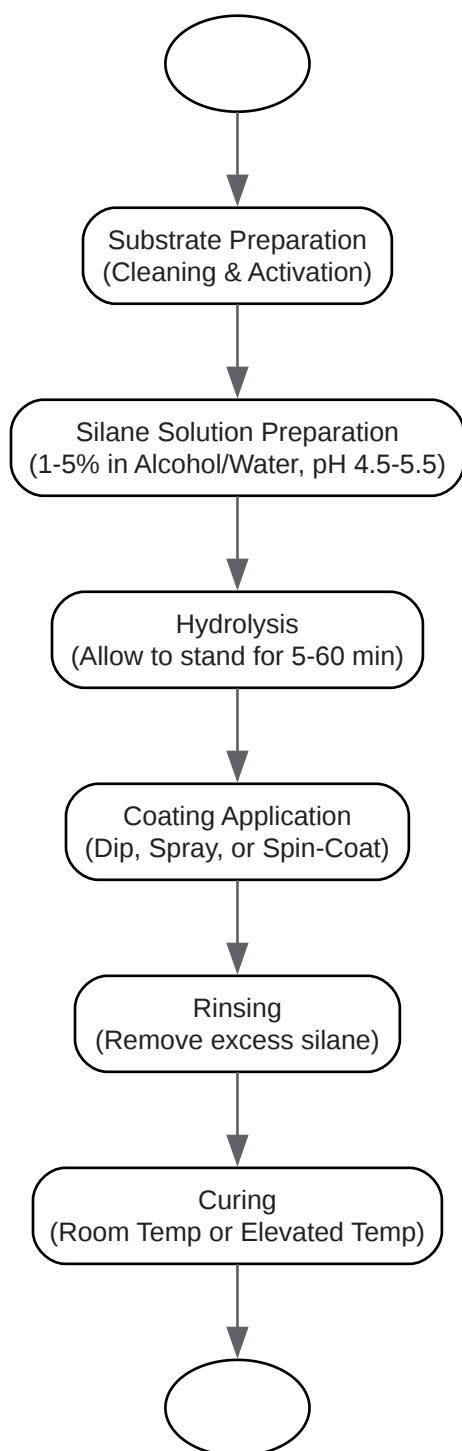 Substrate Preparation
(Cleaning & Activation)
Silane Solution Preparation
(1-5% in Alcohol/Water, pH 4.5-5.5)
Hydrolysis
(Allow to stand for 5-60 min)
Coating Application
(Dip, Spray, or Spin-Coat)
Rinsing
(Remove excess silane)
Curing
(Room Temp or Elevated Temp)